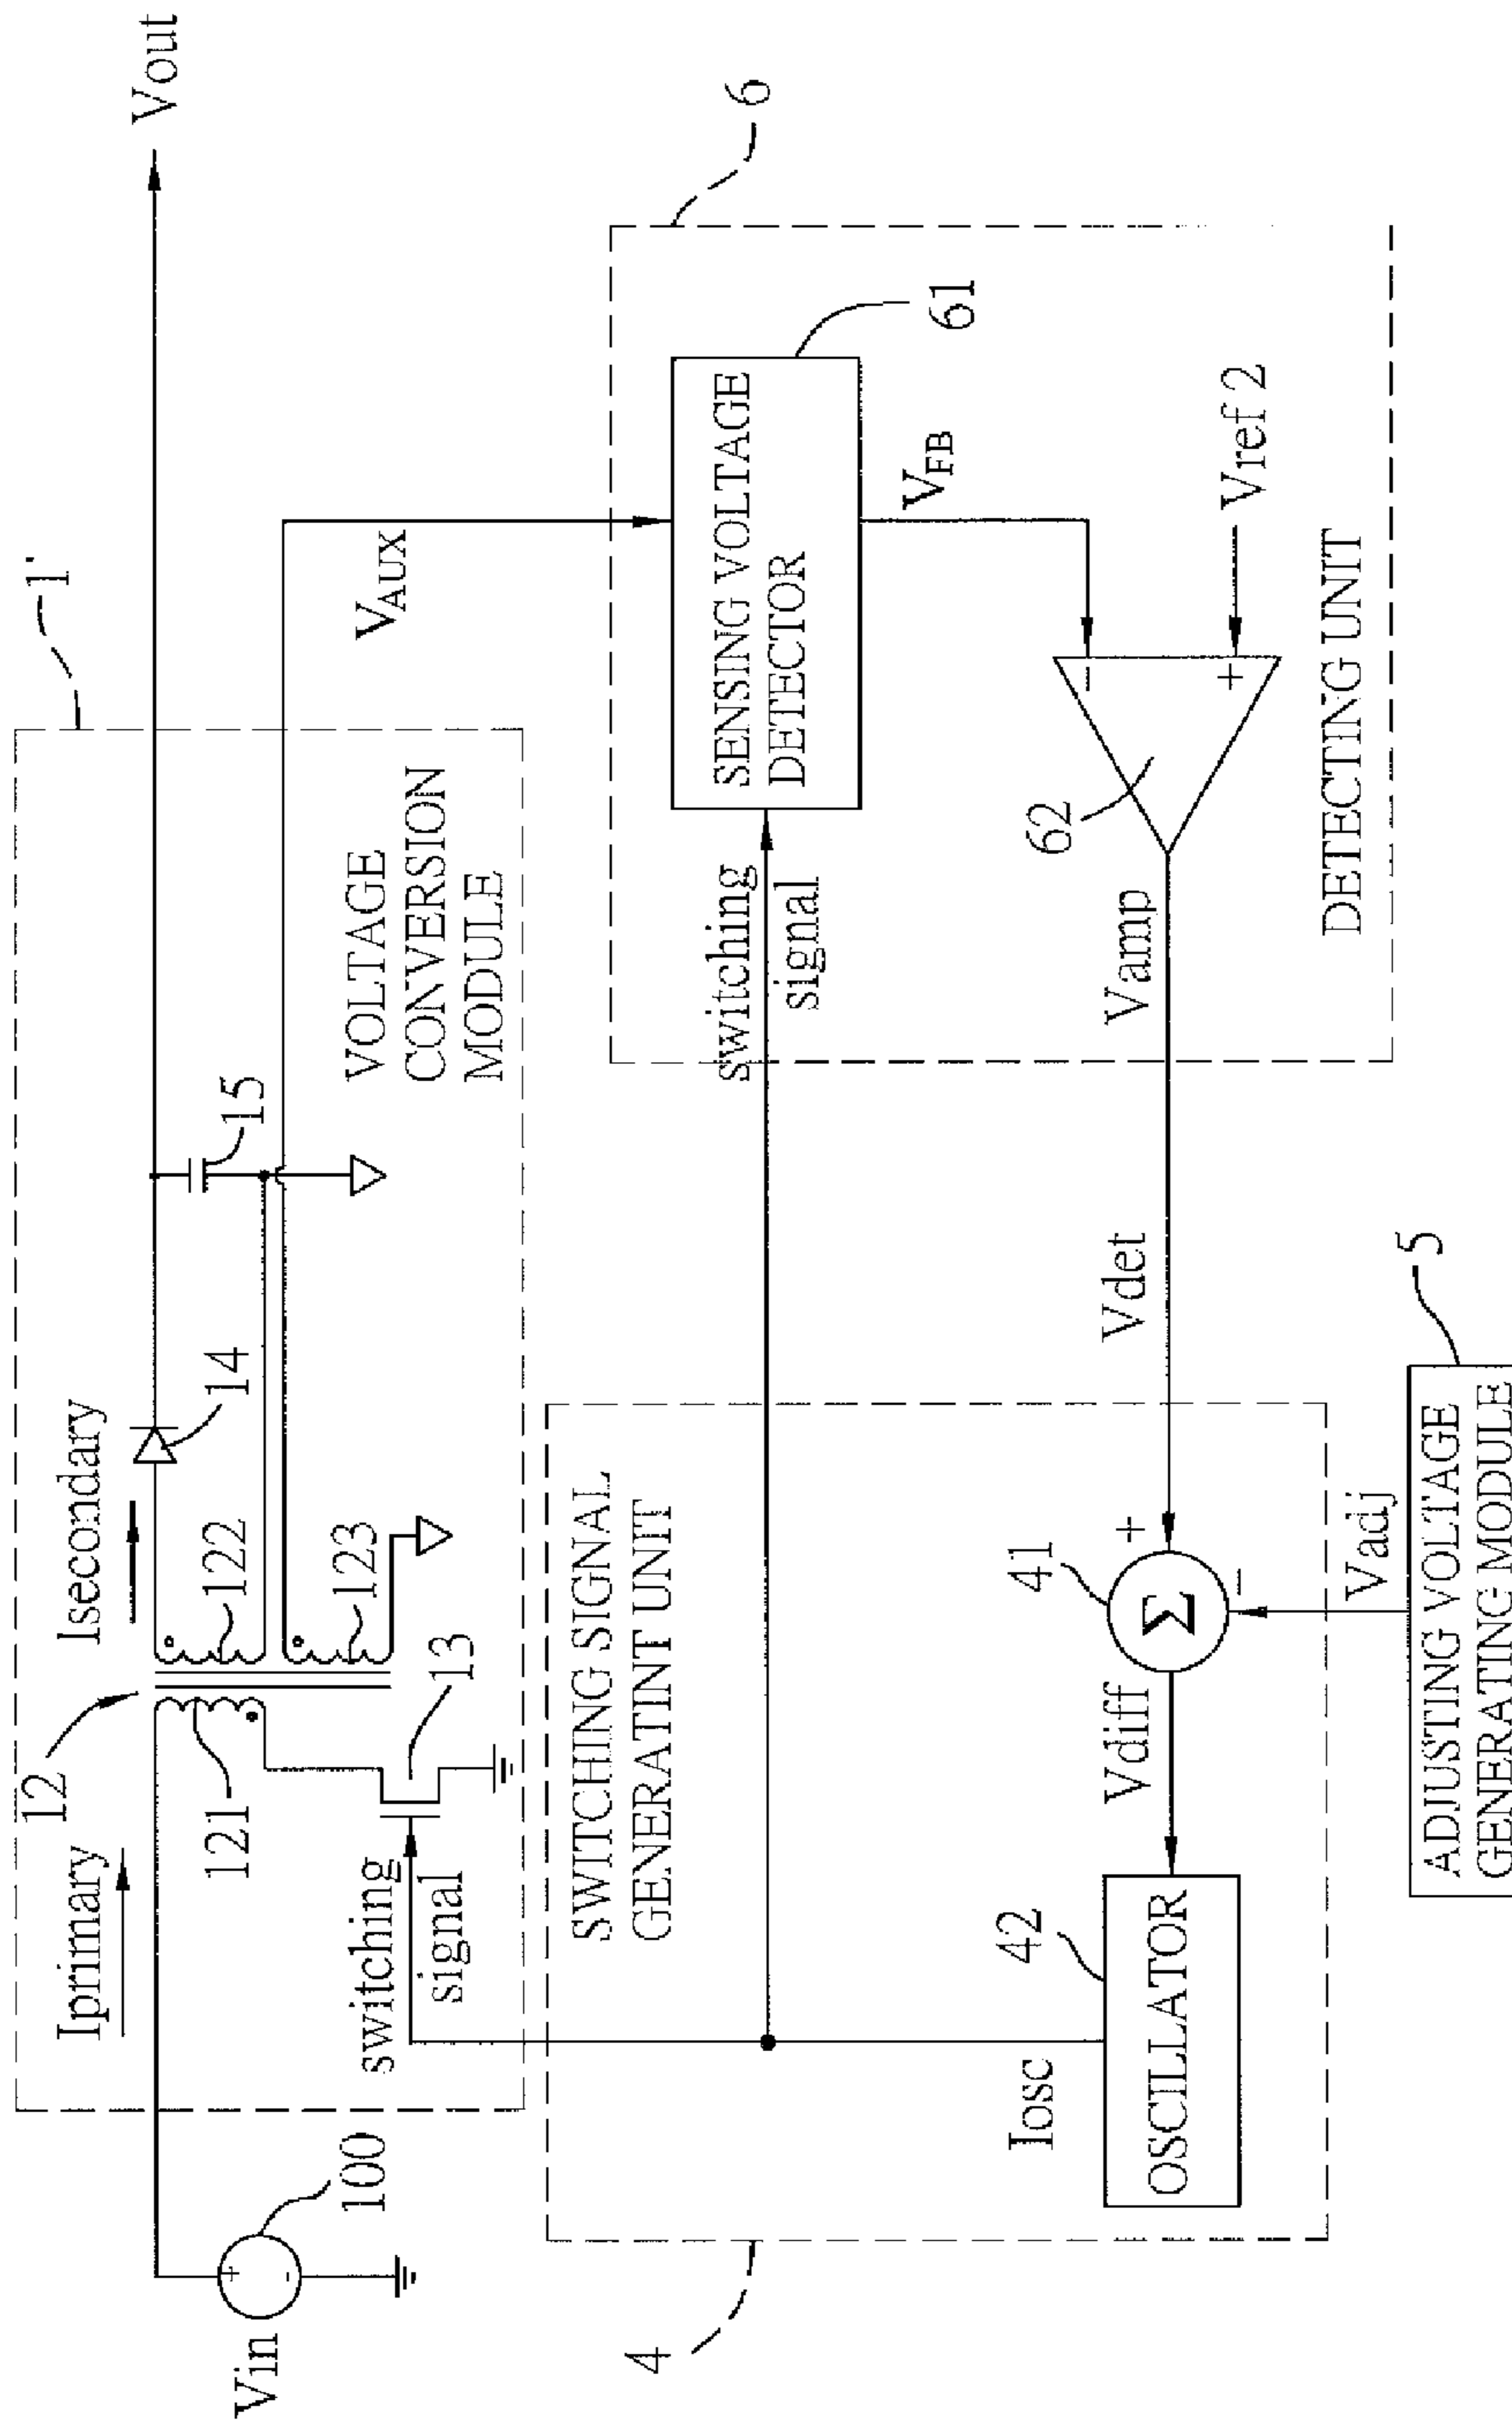 1'
12
Iprimary
Isecondary
Vout
14
15
122
121
123
13
Vin
100
switching
signal
VOLTAGE
CONVERSION
MODULE
VAUX
6
4
SWITCHING SIGNAL
GENERATINT UNIT
switching
signal
SENSING VOLTAGE
DETECTOR
61
VFB
Iosc
42
OSCILLATOR
Vdiff
41
Σ
+
-
Vdet
Vamp
62
-
+
Vref 2
DETECTING UNIT
Vadj
5
ADJUSTING VOLTAGE
GENERATING MODULE
+
-